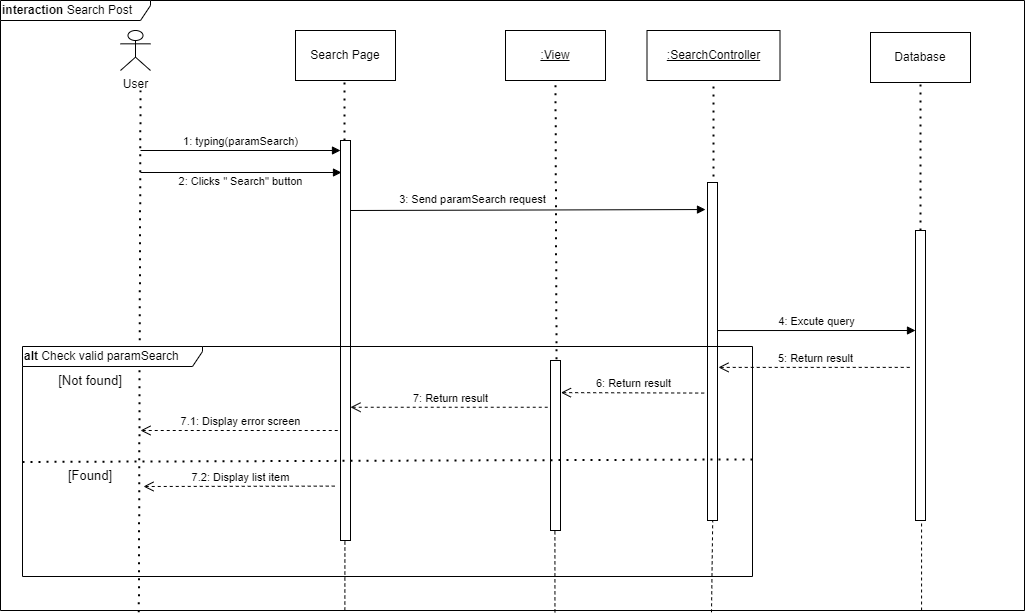 interaction Search Post
User
Search Page
:View
:SearchController
Database
1: typing(paramSearch)
2: Clicks " Search" button
3: Send paramSearch request
4: Excute query
alt Check valid paramSearch
5: Return result
[Not found]
6: Return result
7: Return result
7.1: Display error screen
[Found]
7.2: Display list item